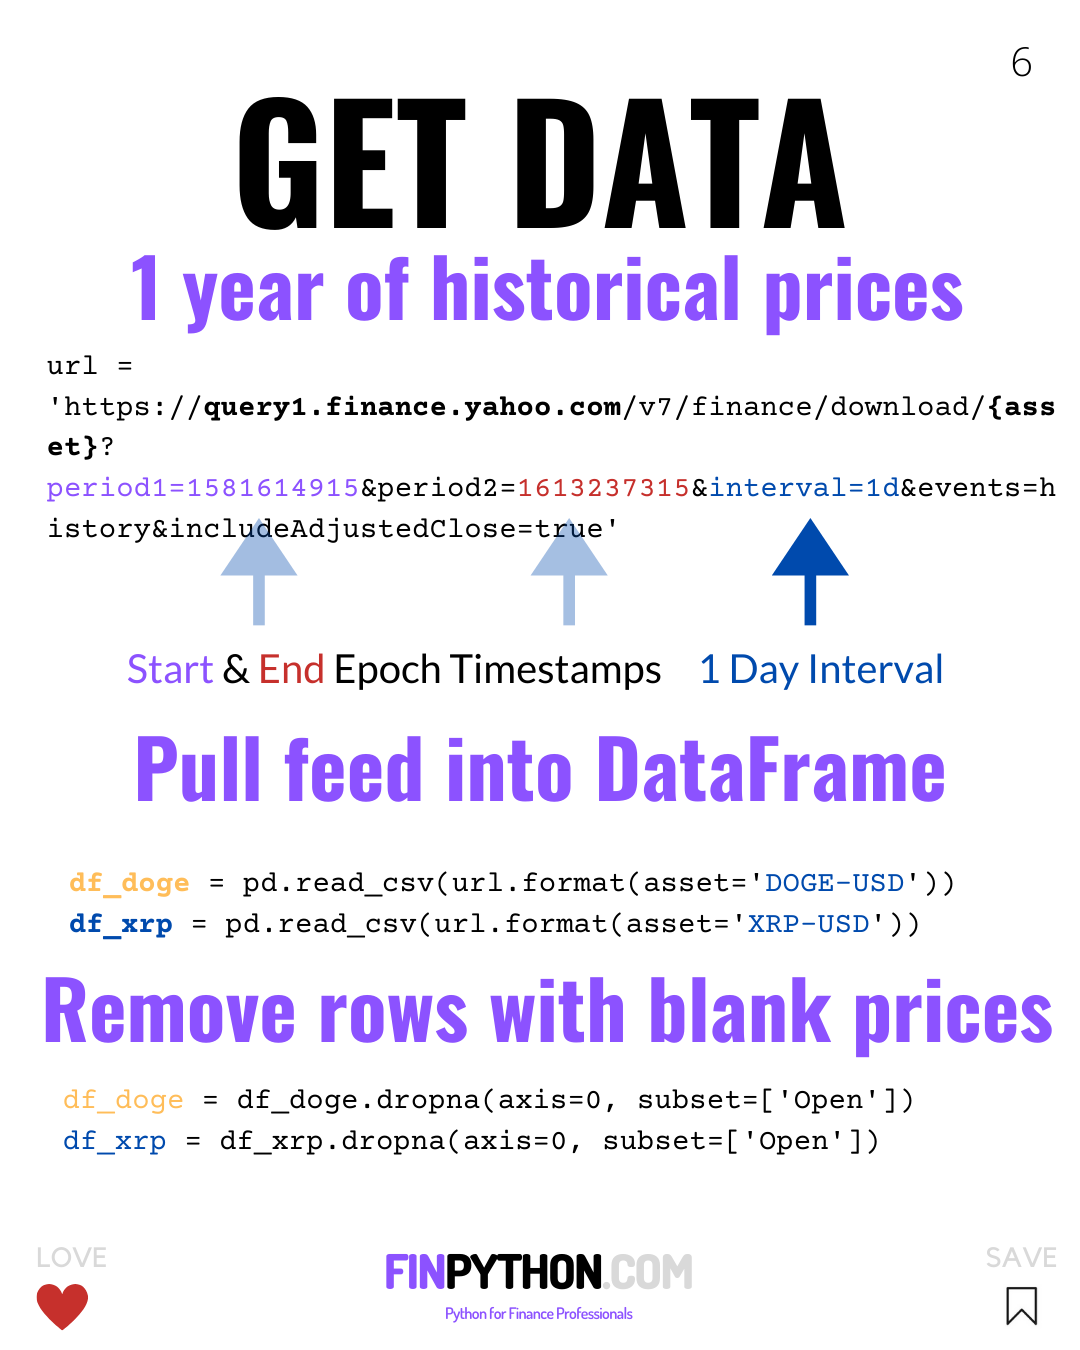 6
GET DATA
1 year of historical prices
url =
'https://query1.finance.yahoo.com/v7/finance/download/{ass
et}?
period1=1581614915&period2=1613237315&interval=1d&events=h
istory&includeAdjustedClose=true'
Start & End Epoch Timestamps 1 Day Interval
Pull feed into DataFrame
df_doge = pd.read_csv(url.format(asset='DOGE-USD'))
df_xrp = pd.read_csv(url.format(asset='XRP-USD'))
Remove rows with blank prices
df_doge = df_doge.dropna(axis=0, subset=['Open'])
df_xrp = df_xrp.dropna(axis=0, subset=['Open'])
LOVE
FINPYTHON.COM
Python for Finance Professionals
SAVE